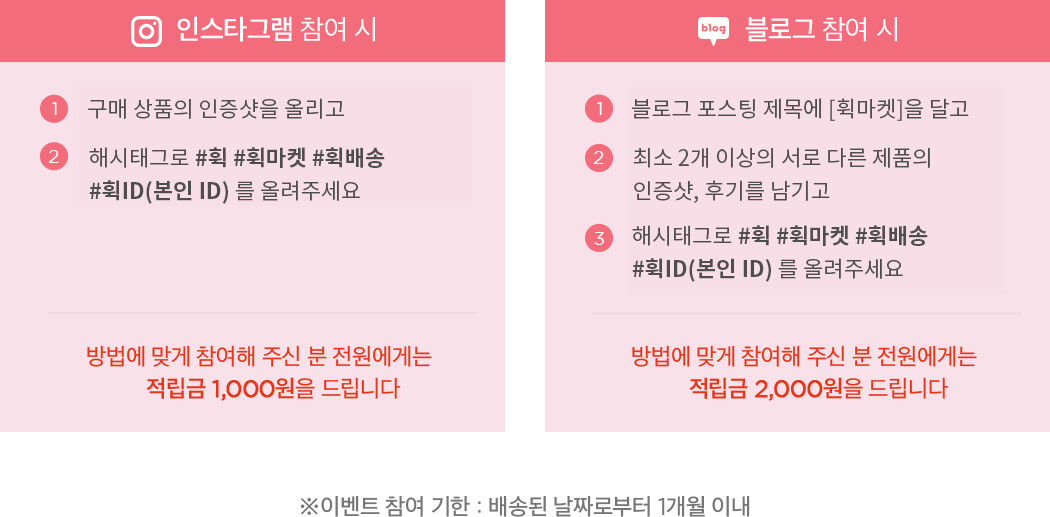 인스타그램 참여 시
1 구매 상품의 인증샷을 올리고
2 해시태그로 #휙 #휙마켓 #휙배송
#휙ID(본인 ID) 를 올려주세요
방법에 맞게 참여해 주신 분 전원에게는
적립금 1,000원을 드립니다
blog 블로그 참여 시
1 블로그 포스팅 제목에 [휙마켓]을 달고
2 최소 2개 이상의 서로 다른 제품의
인증샷, 후기를 남기고
3 해시태그로 #휙 #휙마켓 #휙배송
#휙ID(본인 ID) 를 올려주세요
방법에 맞게 참여해 주신 분 전원에게는
적립금 2,000원을 드립니다
※이벤트 참여 기한 : 배송된 날짜로부터 1개월 이내